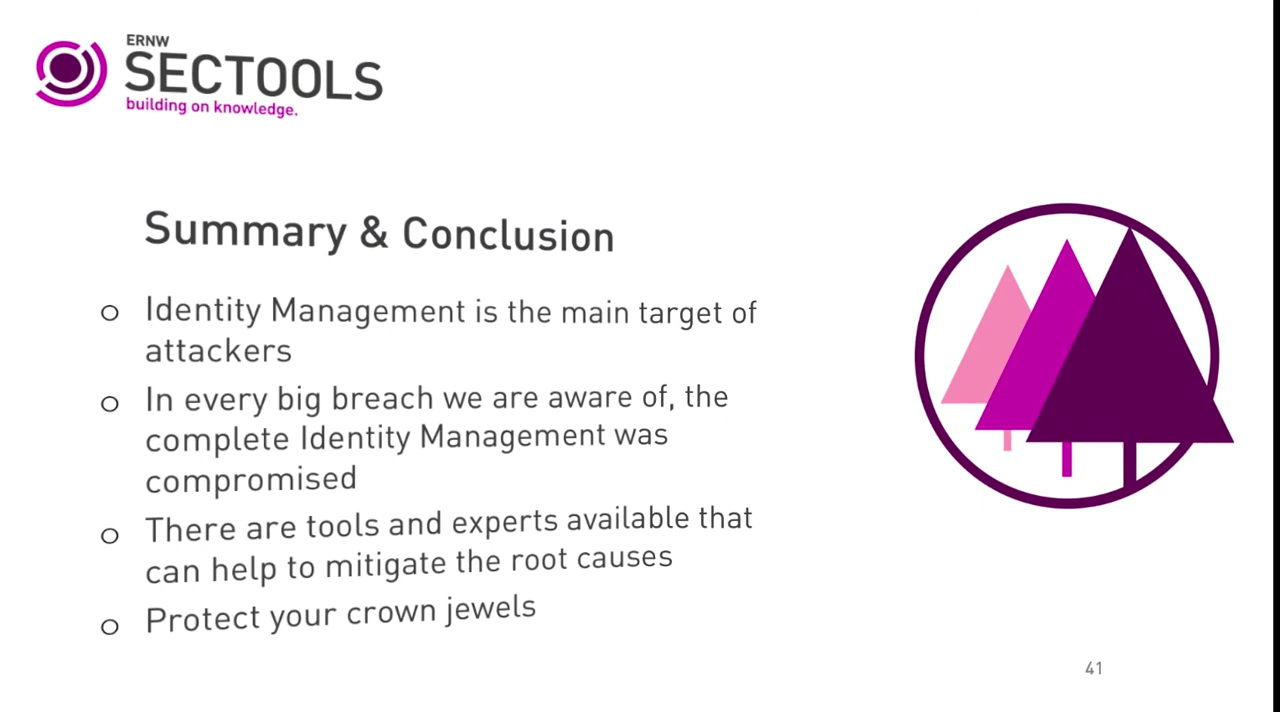 ERNW
SECTOOLS
building on knowledge.
Summary & Conclusion
o Identity Management is the main target of
attackers
o In every big breach we are aware of, the
complete Identity Management was
compromised
o There are tools and experts available that
can help to mitigate the root causes
o Protect your crown jewels
41